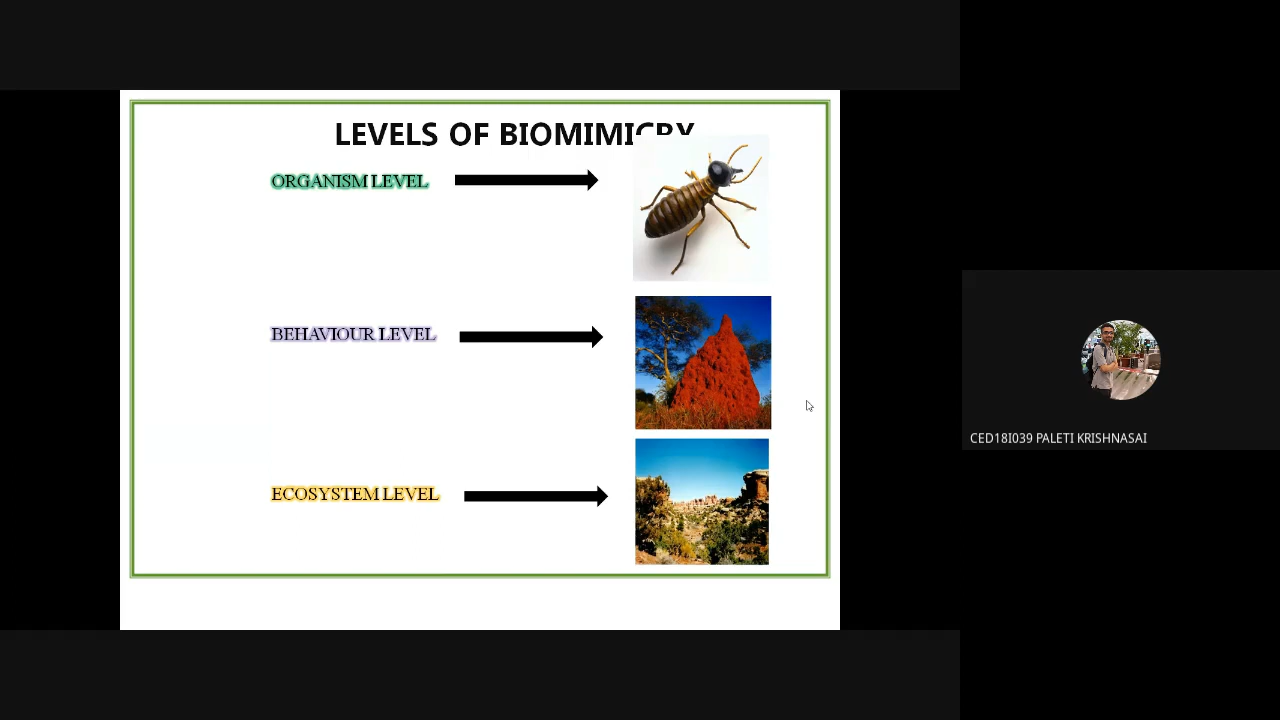 LEVELS OF BIOMIMICRY
ORGANISM LEVEL
BEHAVIOUR LEVEL
ECOSYSTEM LEVEL
CED18I039 PALETI KRISHNASAI